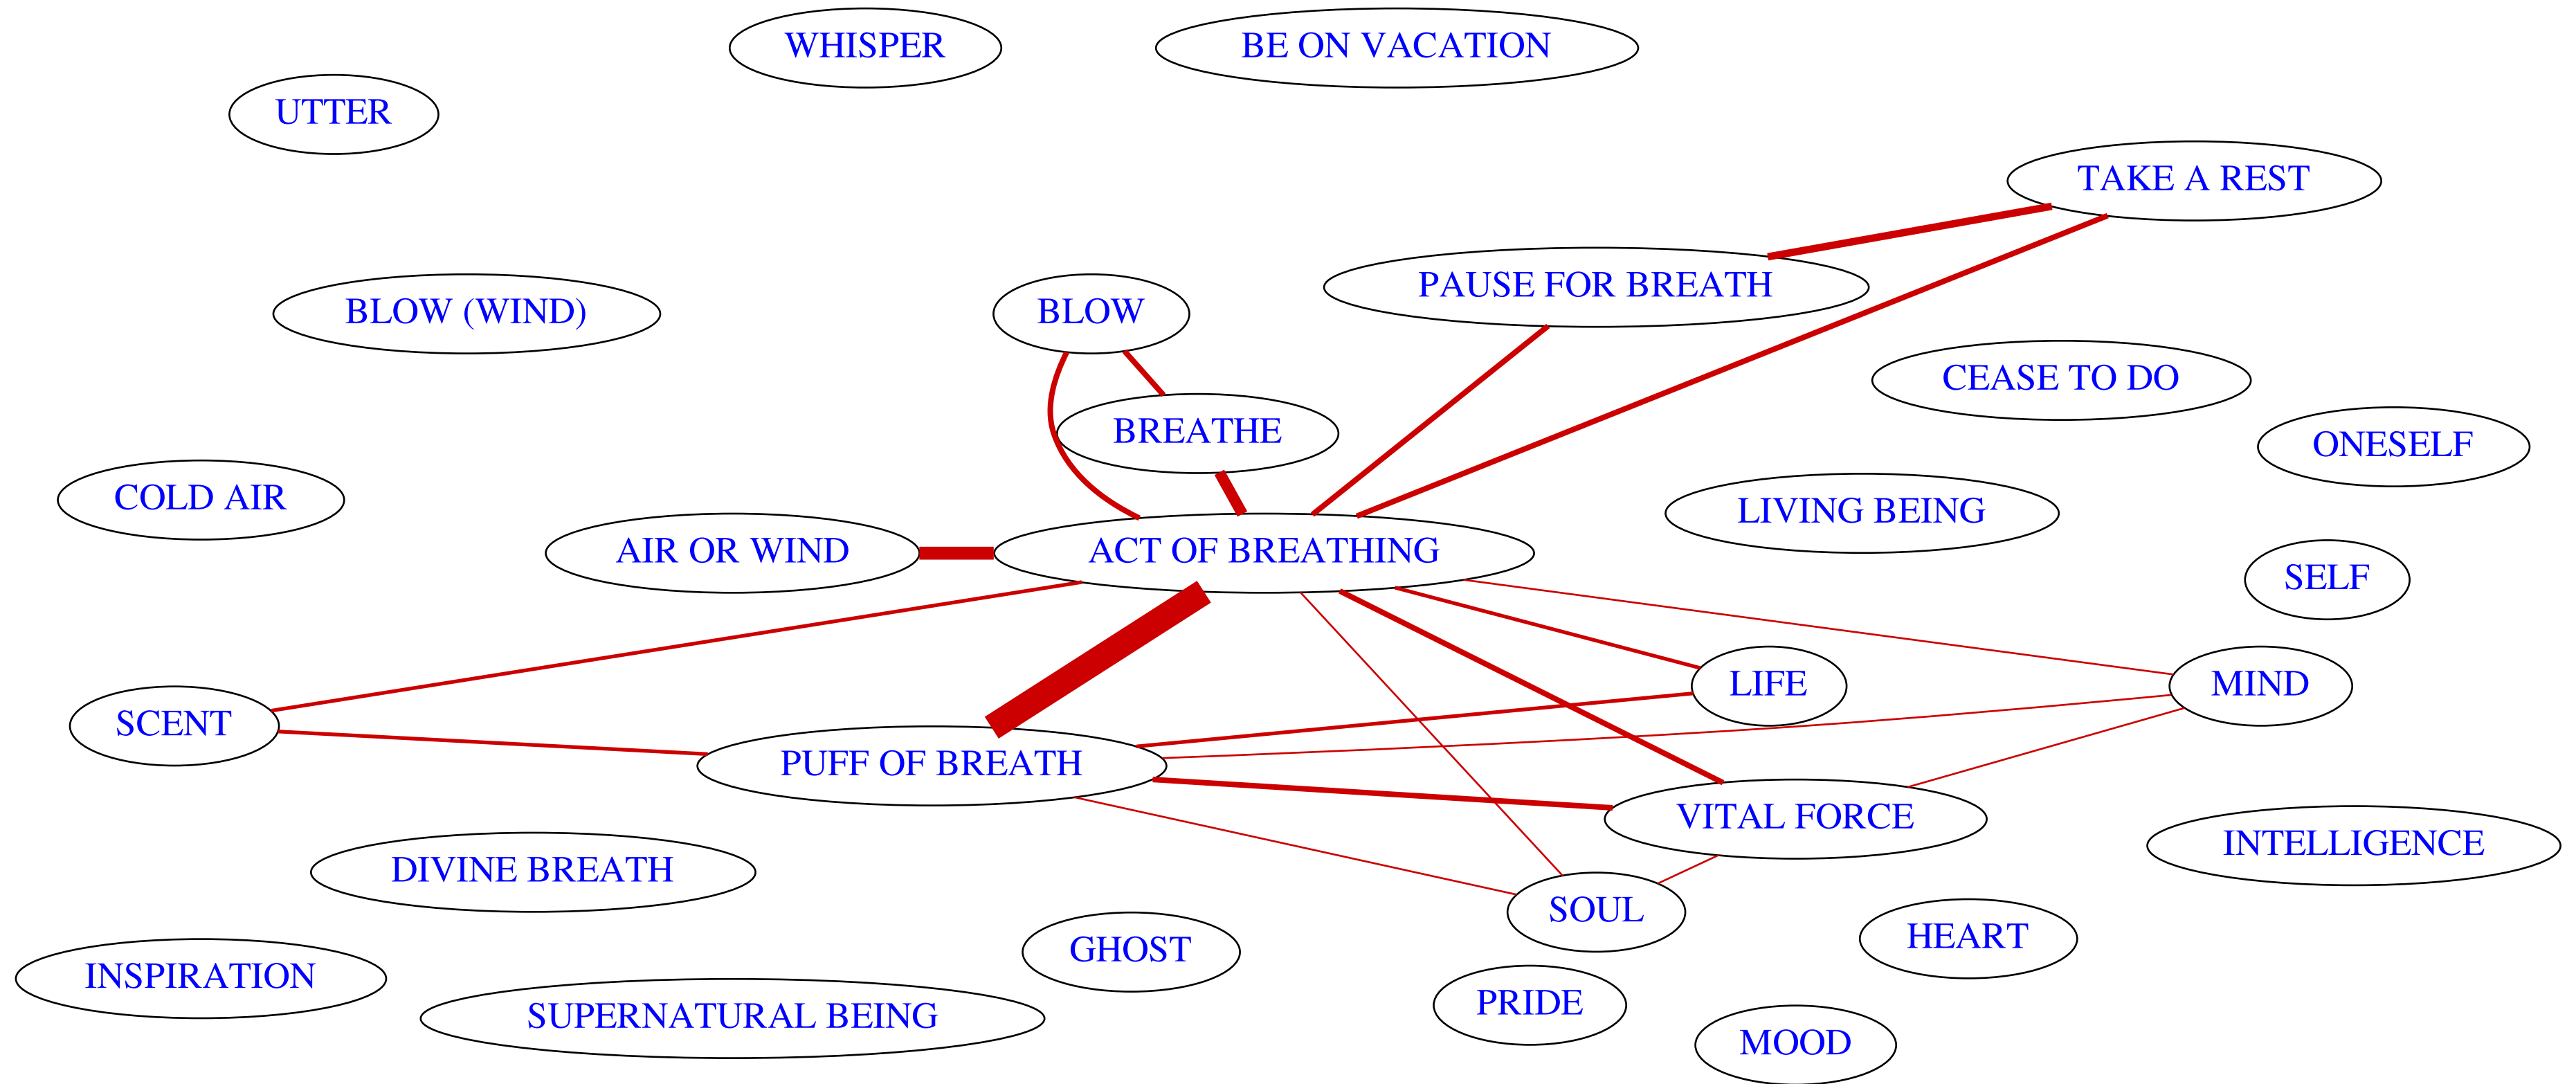 WHISPER
BE ON VACATION
UTTER
TAKE A REST
PAUSE FOR BREATH
BLOW (WIND)
BLOW
CEASE TO DO
BREATHE
ONESELF
COLD AIR
LIVING BEING
AIR OR WIND
ACT OF BREATHING
SELF
LIFE
MIND
SCENT
PUFF OF BREATH
VITAL FORCE
INTELLIGENCE
DIVINE BREATH
SOUL
HEART
GHOST
INSPIRATION
PRIDE
SUPERNATURAL BEING
MOOD